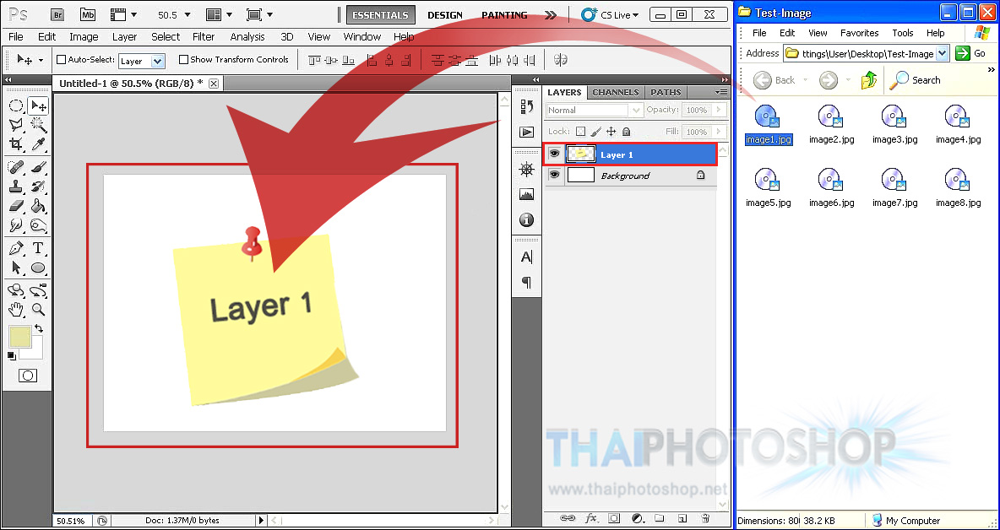 Ps Br Mb 50.5 ESSENTIALS DESIGN PAINTING CS Live
File Edit Image Layer Select Filter Analysis 3D View Window Help
Auto-Select: Layer Show Transform Controls
Untitled-1 @ 50.5% (RGB/8) *
Layer 1
50.51% Doc: 1.37M/0 bytes
A
LAYERS CHANNELS PATHS
Normal Opacity: 100%
Lock: Fill: 100%
Layer 1
Background
fx
Test-Image
File Edit View Favorites Tools Help
Address ttings\User\Desktop\Test-Image Go
Back Search
image1.jpg image2.jpg image3.jpg image4.jpg
image5.jpg image6.jpg image7.jpg image8.jpg
THAIPHOTOSHOP
www.thaiphotoshop.net
Dimensions: 80 38.2 KB My Computer